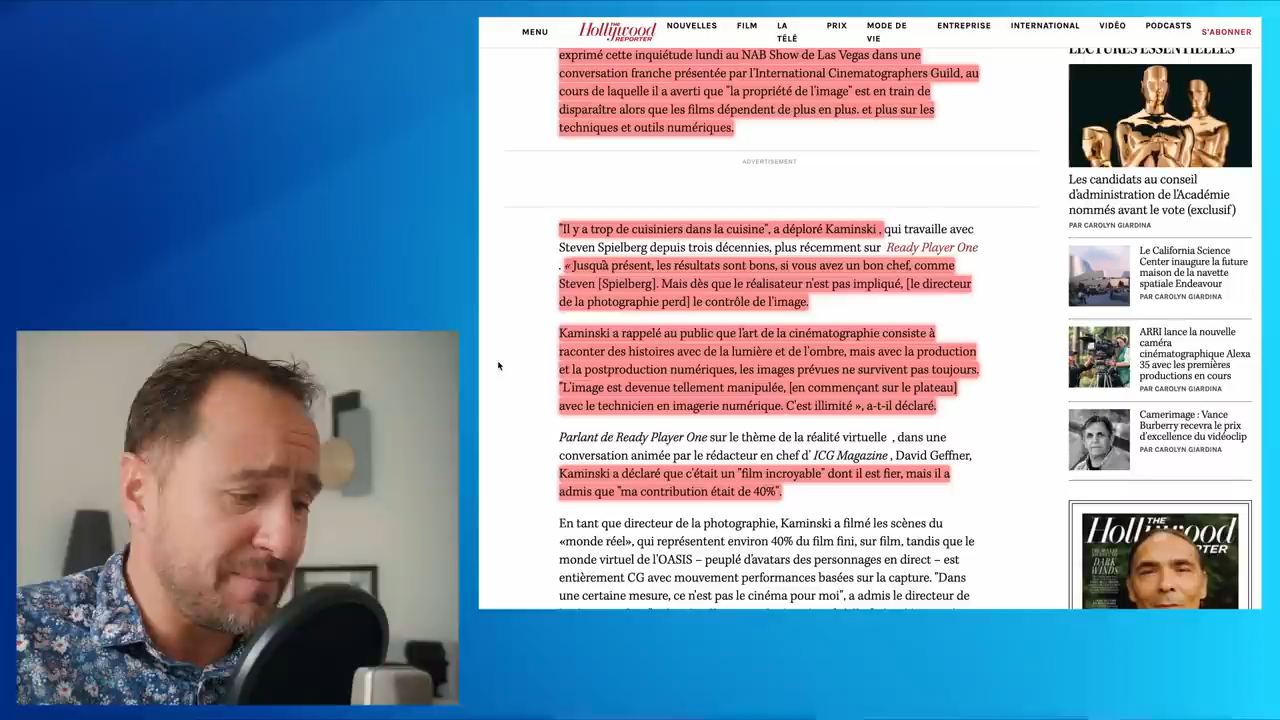 MENU
THE
Hollywood
REPORTER
NOUVELLES
FILM
LA
TÉLÉ
PRIX
MODE DE
VIE
ENTREPRISE
INTERNATIONAL
VIDÉO
PODCASTS
S'ABONNER
exprimé cette inquiétude lundi au NAB Show de Las Vegas dans une
conversation franche présentée par l'International Cinematographers Guild, au
cours de laquelle il a averti que "la propriété de l'image" est en train de
disparaître alors que les films dépendent de plus en plus. et plus sur les
techniques et outils numériques.
ADVERTISEMENT
"Il y a trop de cuisiniers dans la cuisine", a déploré Kaminski , qui travaille avec
Steven Spielberg depuis trois décennies, plus récemment sur Ready Player One
. « Jusqu'à présent, les résultats sont bons, si vous avez un bon chef, comme
Steven [Spielberg]. Mais dès que le réalisateur n'est pas impliqué, [le directeur
de la photographie perd] le contrôle de l'image.
Kaminski a rappelé au public que l'art de la cinématographie consiste à
raconter des histoires avec de la lumière et de l'ombre, mais avec la production
et la postproduction numériques, les images prévues ne survivent pas toujours.
"L'image est devenue tellement manipulée, [en commençant sur le plateau]
avec le technicien en imagerie numérique. C'est illimité », a-t-il déclaré.
Parlant de Ready Player One sur le thème de la réalité virtuelle , dans une
conversation animée par le rédacteur en chef d' ICG Magazine , David Geffner,
Kaminski a déclaré que c'était un "film incroyable" dont il est fier, mais il a
admis que "ma contribution était de 40%".
En tant que directeur de la photographie, Kaminski a filmé les scènes du
«monde réel», qui représentent environ 40% du film fini, sur film, tandis que le
monde virtuel de l'OASIS – peuplé d'avatars des personnages en direct – est
entièrement CG avec mouvement performances basées sur la capture. "Dans
une certaine mesure, ce n'est pas le cinéma pour moi", a admis le directeur de
LECTURES ESSENTIELLES
Les candidats au conseil
d'administration de l'Académie
nommés avant le vote (exclusif)
PAR CAROLYN GIARDINA
Le California Science
Center inaugure la future
maison de la navette
spatiale Endeavour
PAR CAROLYN GIARDINA
ARRI lance la nouvelle
caméra
cinématographique Alexa
35 avec les premières
productions en cours
PAR CAROLYN GIARDINA
Camerimage : Vance
Burberry recevra le prix
d'excellence du vidéoclip
PAR CAROLYN GIARDINA
THE
Hollywood
DARK
WINDS